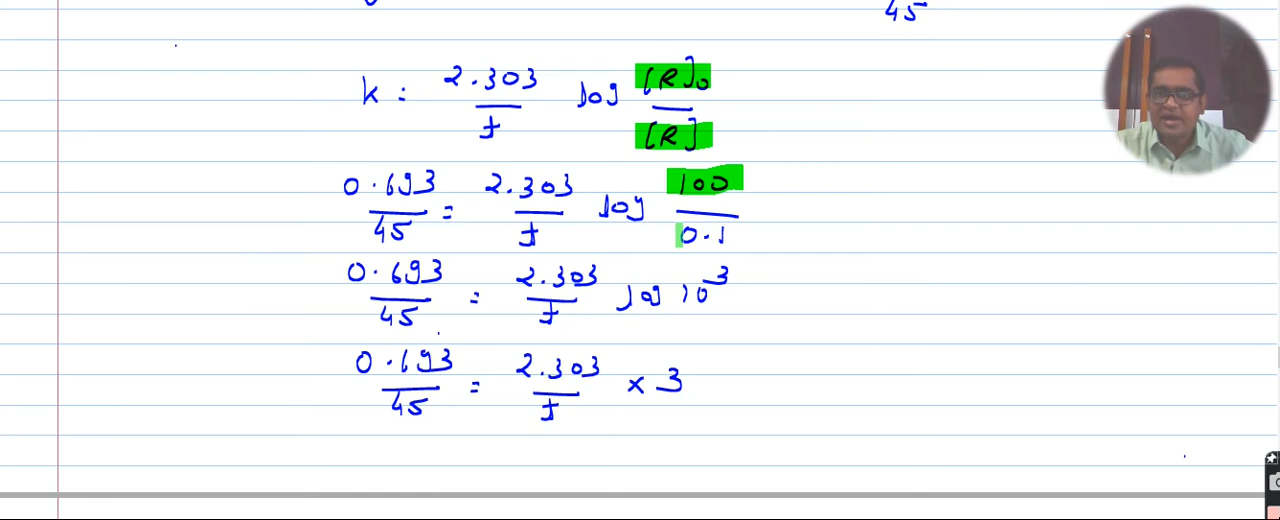 45
k = 2.303/t log [R]₀/[R]
0.693/45 = 2.303/t log 100/0.1
0.693/45 = 2.303/t log 10³
0.693/45 = 2.303/t × 3